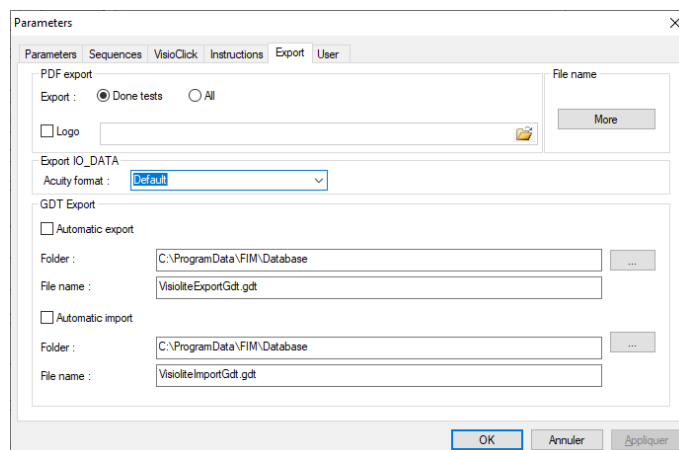 Parameters
Parameters Sequences VisioClick Instructions Export User
PDF export
File name
Export : Done tests All
More
Logo
Export IO_DATA
Acuity format : Default
GDT Export
Automatic export
Folder : C:\ProgramData\FIM\Database ...
File name : VisioliteExportGdt.gdt
Automatic import
Folder : C:\ProgramData\FIM\Database ...
File name : VisioliteImportGdt.gdt
OK Annuler Appliquer